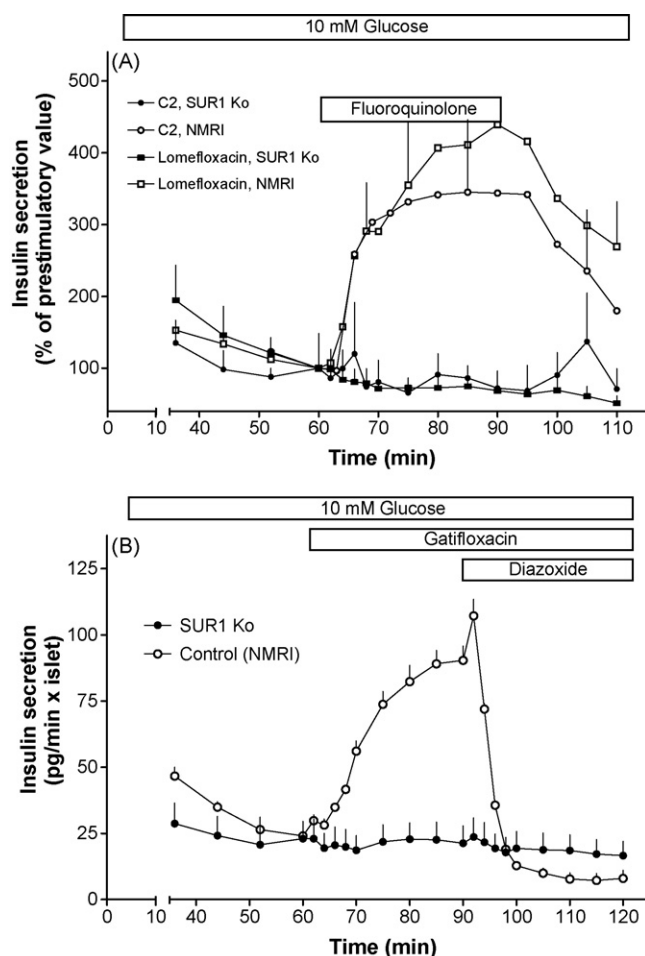 10 mM Glucose
(A)
500
C2, SUR1 Ko
C2, NMRI
Lomefloxacin, SUR1 Ko
Lomefloxacin, NMRI
Fluoroquinolone
400
300
200
100
Insulin secretion
(% of prestimulatory value)
0 10 40 50 60 70 80 90 100 110
Time (min)
10 mM Glucose
(B)
Gatifloxacin
Diazoxide
125
SUR1 Ko
Control (NMRI)
100
75
50
25
0
Insulin secretion
(pg/min x islet)
0 10 40 50 60 70 80 90 100 110 120
Time (min)